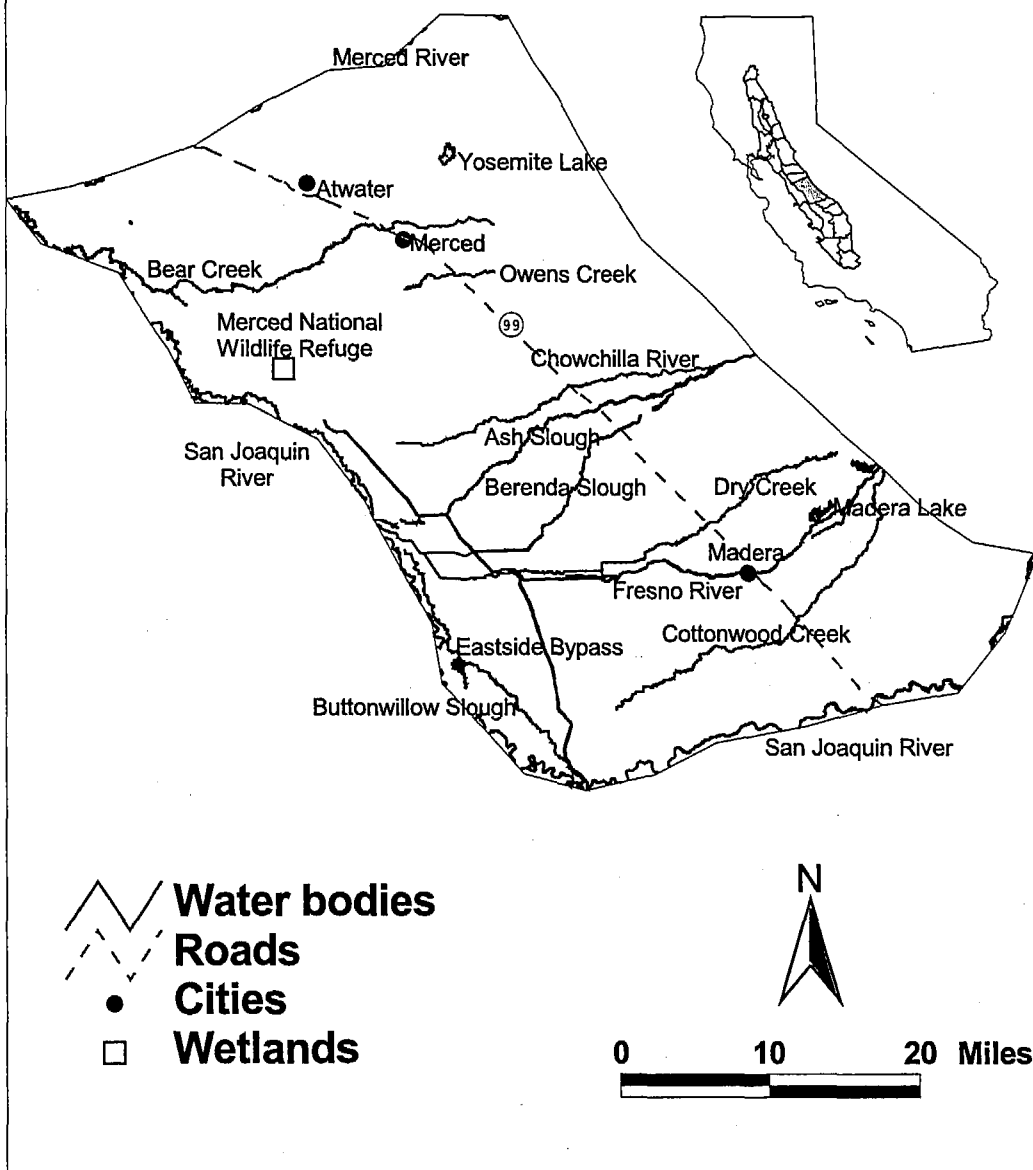 Merced River
Yosemite Lake
Atwater
Merced
Bear Creek
Owens Creek
Merced National
Wildlife Refuge
99
Chowchilla River
San Joaquin
River
Ash Slough
Berenda Slough
Dry Creek
Madera Lake
Madera
Fresno River
Cottonwood Creek
Eastside Bypass
Buttonwillow Slough
San Joaquin River
Water bodies
Roads
Cities
Wetlands
N
0 10 20 Miles